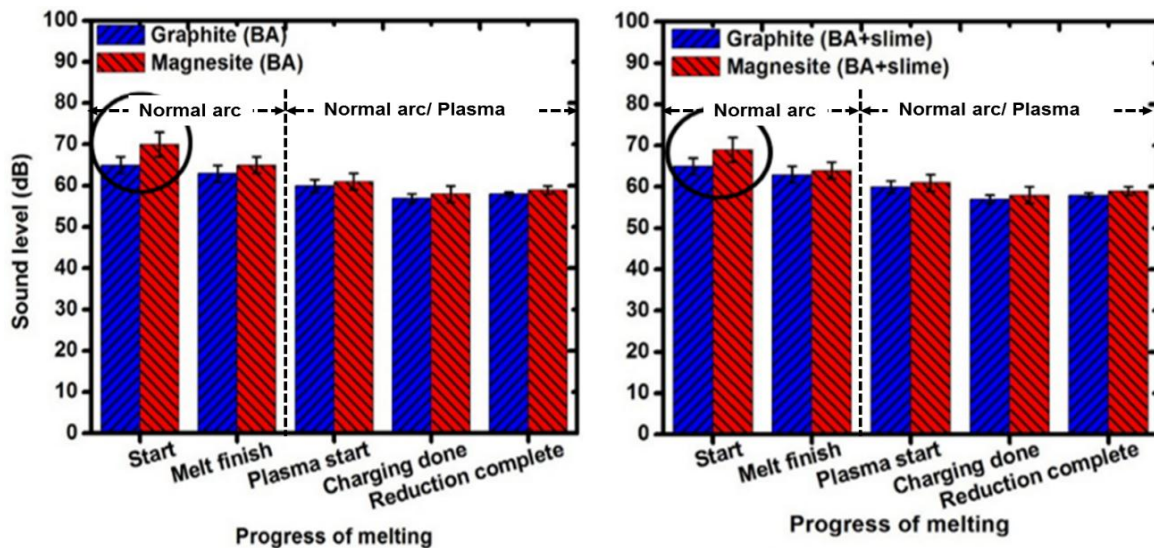 100
90
80
70
60
50
40
30
20
10
0
Sound level (dB)
Graphite (BA)
Magnesite (BA)
Normal arc
Normal arc/ Plasma
Start
Melt finish
Plasma start
Charging done
Reduction complete
Progress of melting
100
90
80
70
60
50
40
30
20
10
0
Graphite (BA+slime)
Magnesite (BA+slime)
Normal arc
Normal arc/ Plasma
Start
Melt finish
Plasma start
Charging done
Reduction complete
Progress of melting